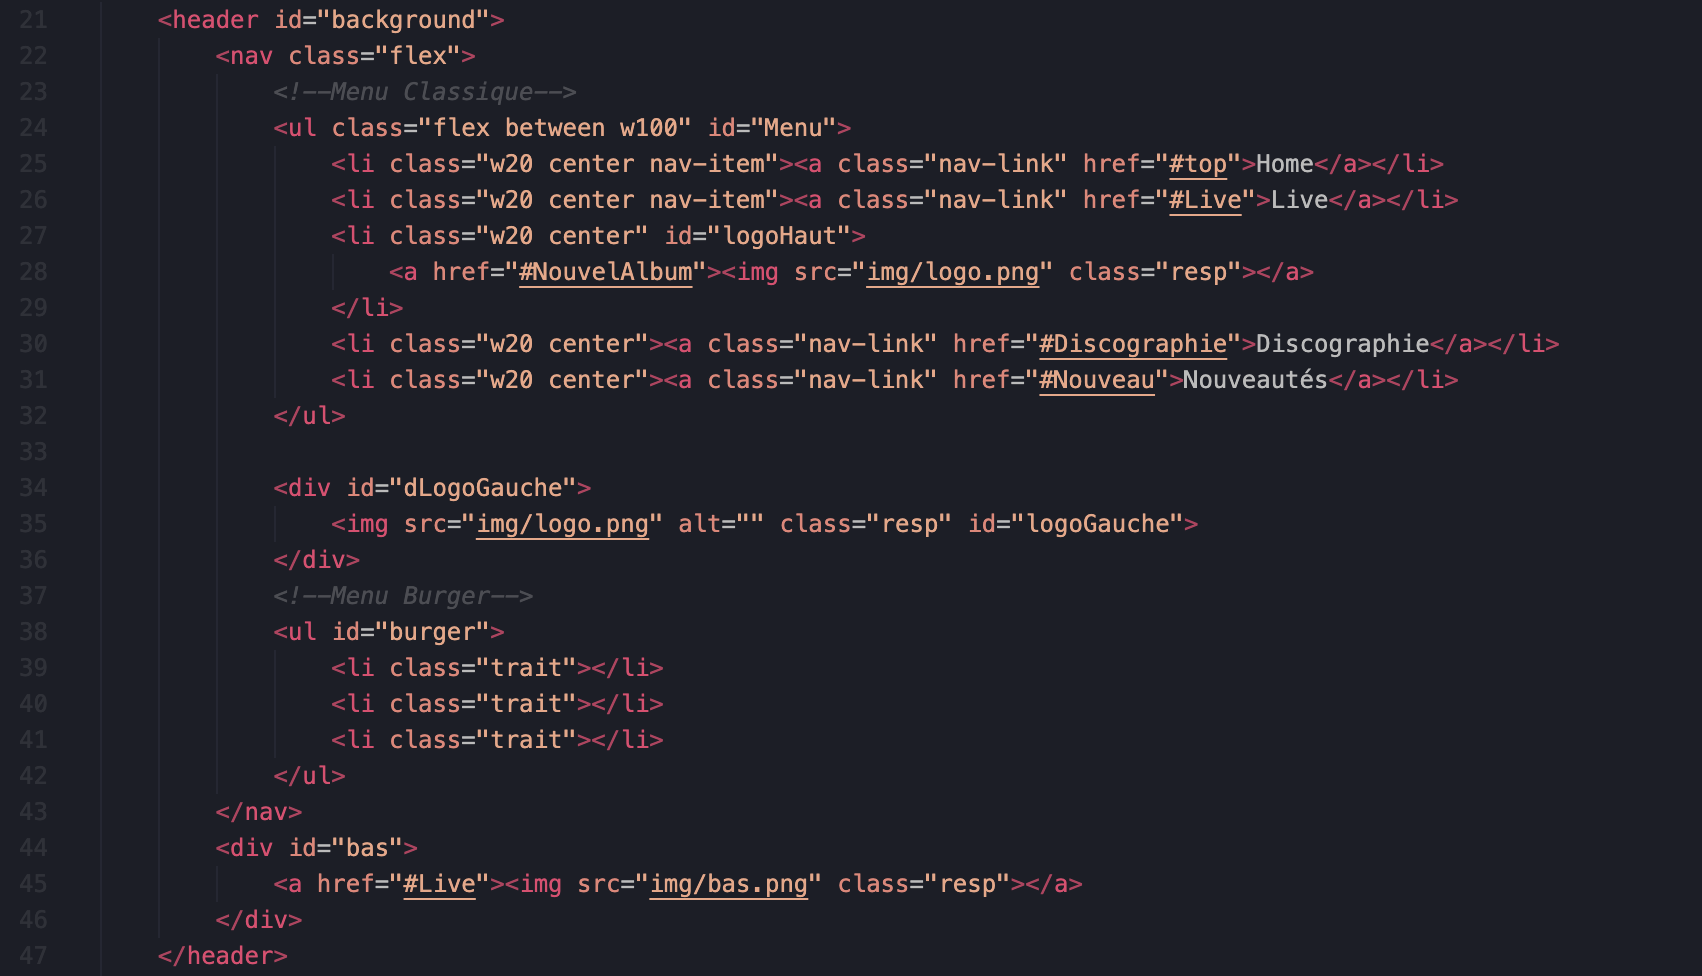 21 <header id="background">
22 <nav class="flex">
23 <!--Menu Classique-->
24 <ul class="flex between w100" id="Menu">
25 <li class="w20 center nav-item"><a class="nav-link" href="#top">Home</a></li>
26 <li class="w20 center nav-item"><a class="nav-link" href="#Live">Live</a></li>
27 <li class="w20 center" id="logoHaut">
28 <a href="#NouvelAlbum"><img src="img/logo.png" class="resp"></a>
29 </li>
30 <li class="w20 center"><a class="nav-link" href="#Discographie">Discographie</a></li>
31 <li class="w20 center"><a class="nav-link" href="#Nouveau">Nouveautés</a></li>
32 </ul>
33
34 <div id="dLogoGauche">
35 <img src="img/logo.png" alt="" class="resp" id="logoGauche">
36 </div>
37 <!--Menu Burger-->
38 <ul id="burger">
39 <li class="trait"></li>
40 <li class="trait"></li>
41 <li class="trait"></li>
42 </ul>
43 </nav>
44 <div id="bas">
45 <a href="#Live"><img src="img/bas.png" class="resp"></a>
46 </div>
47 </header>